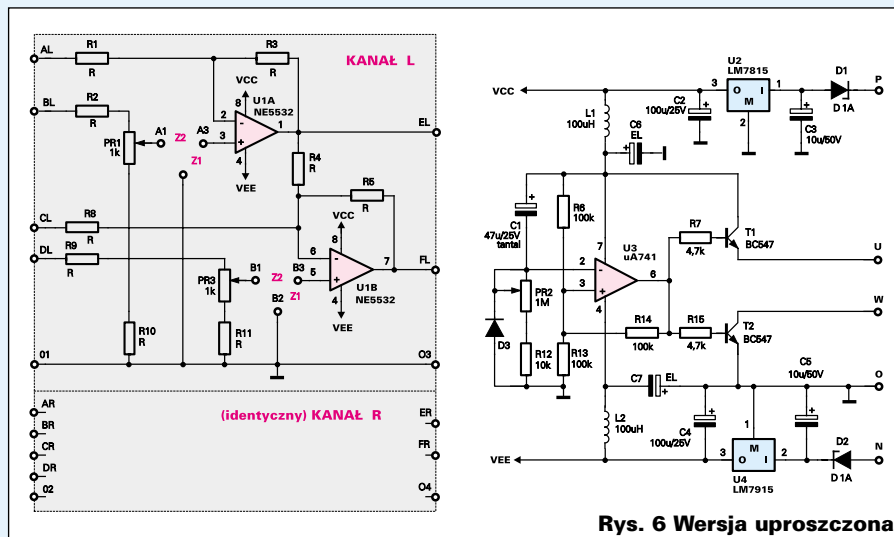 KANAŁ L
AL
R1
R
R3
R
BL
R2
R
VCC
8
U1A
NE5532
2
-
3
+
1
4
VEE
EL
PR1
1k
A1
Z2
A3
Z1
R4
R
R5
R
CL
R8
R
DL
R9
R
VCC
8
6
-
5
+
7
4
VEE
U1B
NE5532
FL
PR3
1k
B1
Z2
B3
Z1
B2
R10
R
R11
R
01
O3
AR
BR
CR
DR
02
(identyczny) KANAŁ R
ER
FR
O4
VCC
L1
100uH
C6
EL
+
C2
100u/25V
+
U2
LM7815
3
O
I
1
M
2
C3
10u/50V
+
D1
D1A
P
C1
47u/25V
tantal
+
R6
100k
U3
uA741
7
2
-
3
+
6
4
R7
4,7k
T1
BC547
U
PR2
1M
D3
R12
10k
R13
100k
R14
100k
R15
4,7k
T2
BC547
W
C7
EL
+
C5
10u/50V
+
O
L2
100uH
C4
100u/25V
+
1
M
3
O
I
2
U4
LM7915
D2
D1A
N
VEE
Rys. 6 Wersja uproszczona